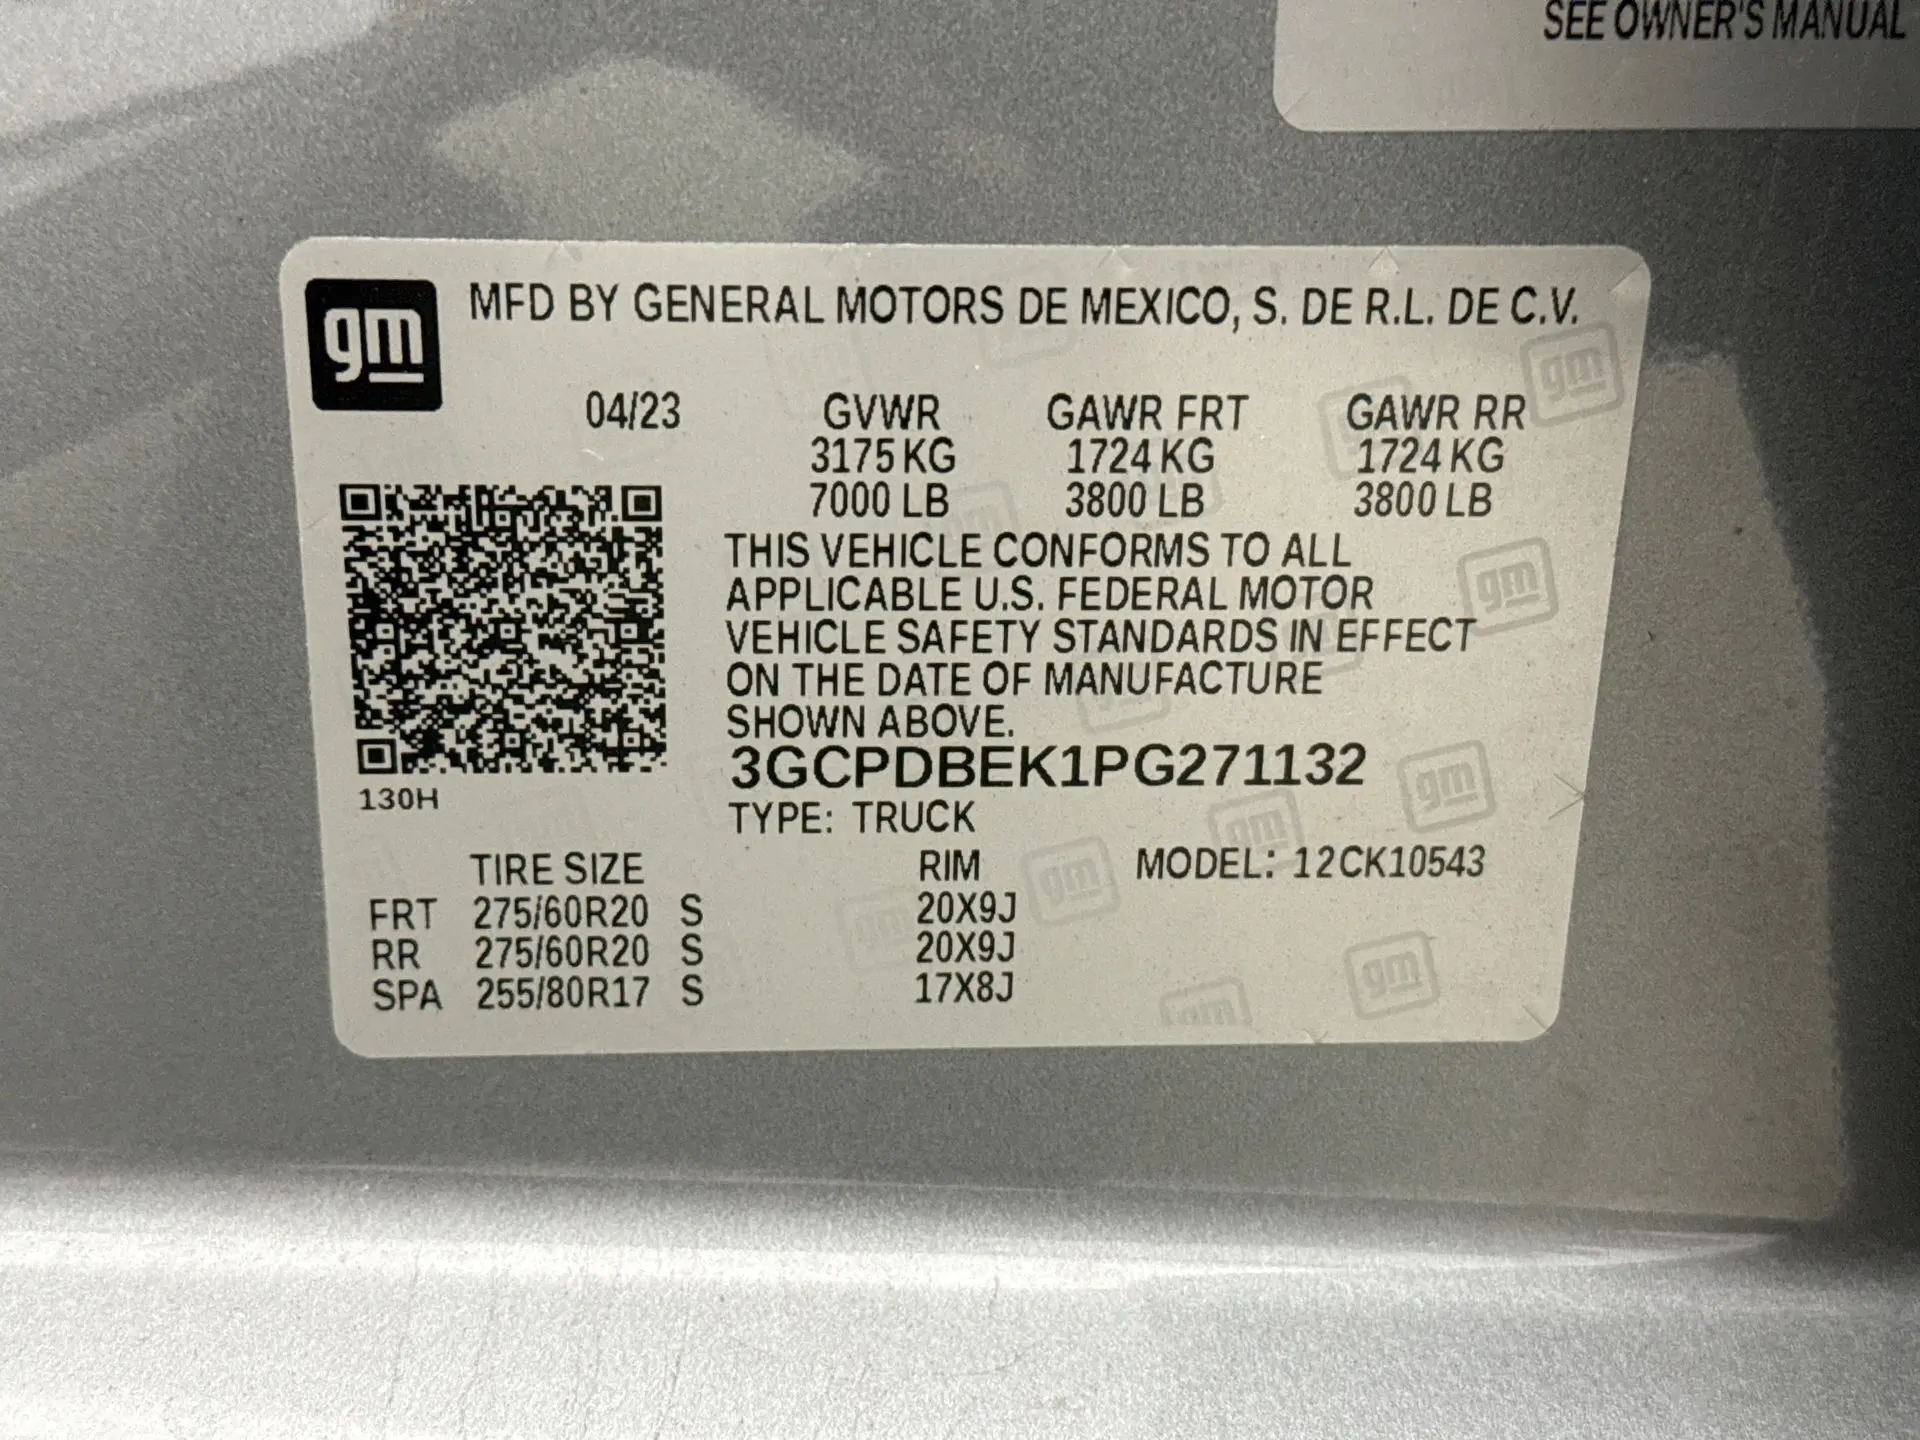 SEE OWNER'S MANUAL
gm
MFD BY GENERAL MOTORS DE MEXICO, S. DE R.L. DE C.V.
04/23 GVWR GAWR FRT GAWR RR
3175 KG 1724 KG 1724 KG
7000 LB 3800 LB 3800 LB
THIS VEHICLE CONFORMS TO ALL
APPLICABLE U.S. FEDERAL MOTOR
VEHICLE SAFETY STANDARDS IN EFFECT
ON THE DATE OF MANUFACTURE
SHOWN ABOVE.
3GCPDBEK1PG271132
130H
TYPE: TRUCK
TIRE SIZE RIM MODEL: 12CK10543
FRT 275/60R20 S 20X9J
RR 275/60R20 S 20X9J
SPA 255/80R17 S 17X8J